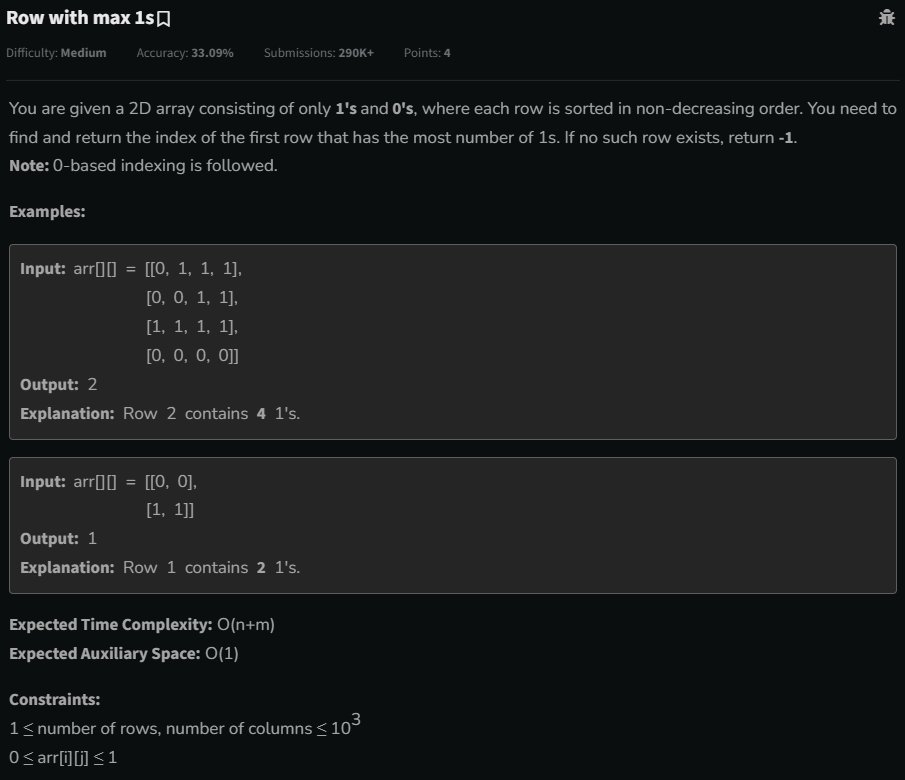 Row with max 1s
Difficulty: Medium Accuracy: 33.09% Submissions: 290K+ Points: 4
You are given a 2D array consisting of only 1's and 0's, where each row is sorted in non-decreasing order. You need to
find and return the index of the first row that has the most number of 1s. If no such row exists, return -1.
Note: 0-based indexing is followed.
Examples:
Input: arr[][] = [[0, 1, 1, 1],
[0, 0, 1, 1],
[1, 1, 1, 1],
[0, 0, 0, 0]]
Output: 2
Explanation: Row 2 contains 4 1's.
Input: arr[][] = [[0, 0],
[1, 1]]
Output: 1
Explanation: Row 1 contains 2 1's.
Expected Time Complexity: O(n+m)
Expected Auxiliary Space: O(1)
Constraints:
1 ≤ number of rows, number of columns ≤ 10³
0 ≤ arr[i][j] ≤ 1